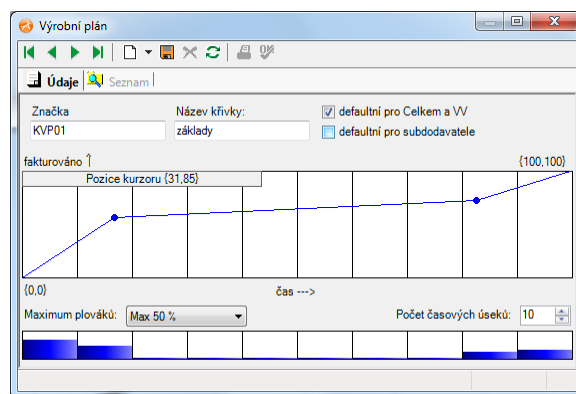 Výrobní plán
Údaje Seznam
Značka Název křivky: defaultní pro Celkem a VV
KVP01 základy defaultní pro subdodavatele
fakturováno {100,100}
Pozice kurzoru {31,85}
{0,0} čas --->
Maximum plováků: Max 50 % Počet časových úseků: 10